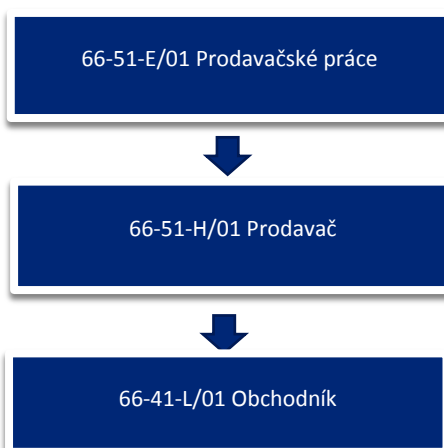 66-51-E/01 Prodavačské práce
66-51-H/01 Prodavač
66-41-L/01 Obchodník